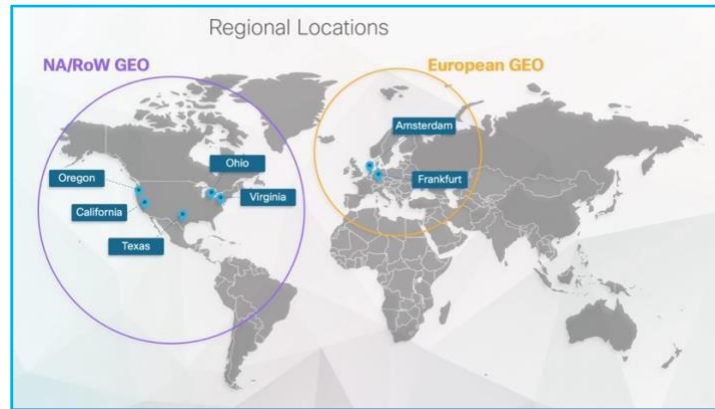 Regional Locations
NA/RoW GEO
European GEO
Amsterdam
Ohio
Oregon
Frankfurt
Virginia
California
Texas